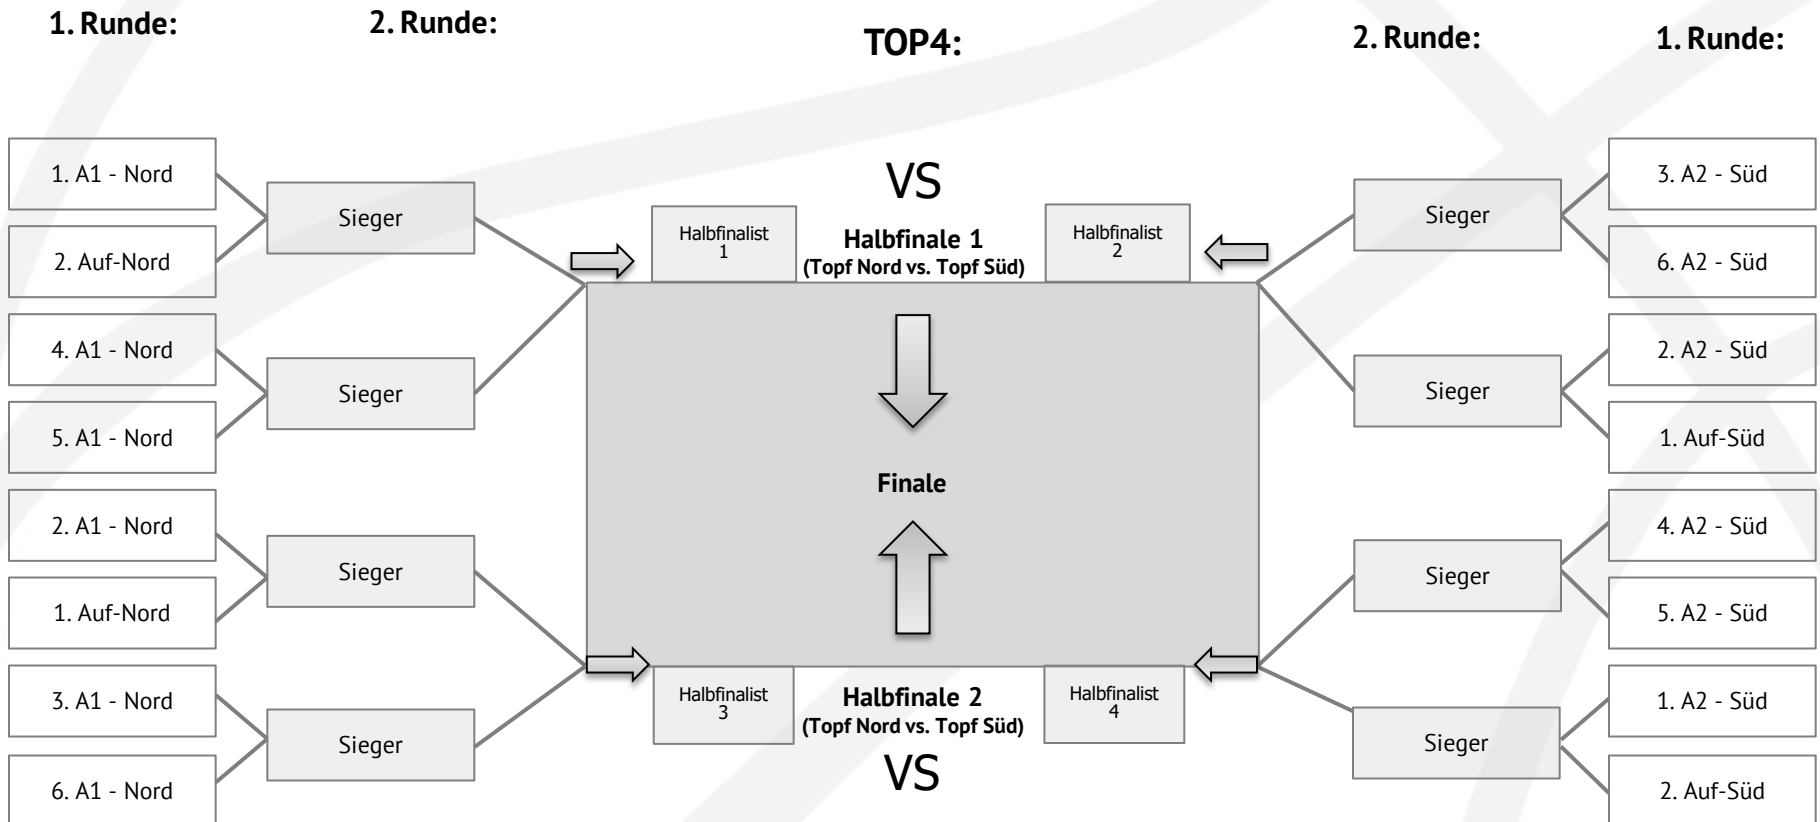 1. Runde:
2. Runde:
TOP4:
2. Runde:
1. Runde:
1. A1 - Nord
2. Auf-Nord
4. A1 - Nord
5. A1 - Nord
2. A1 - Nord
1. Auf-Nord
3. A1 - Nord
6. A1 - Nord
Sieger
Sieger
Sieger
Sieger
VS
Halbfinalist
1
Halbfinale 1
(Topf Nord vs. Topf Süd)
Halbfinalist
2
Finale
Halbfinalist
3
Halbfinale 2
(Topf Nord vs. Topf Süd)
Halbfinalist
4
VS
Sieger
Sieger
Sieger
Sieger
3. A2 - Süd
6. A2 - Süd
2. A2 - Süd
1. Auf-Süd
4. A2 - Süd
5. A2 - Süd
1. A2 - Süd
2. Auf-Süd